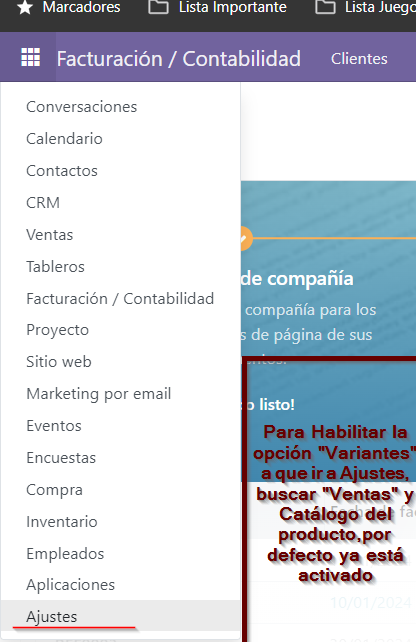 Marcadores Lista Importante Lista Juego
Facturación / Contabilidad Clientes
Conversaciones
Calendario
Contactos
CRM
Ventas
Tableros
Facturación / Contabilidad
Proyecto
Sitio web
Marketing por email
Eventos
Encuestas
Compra
Inventario
Empleados
Aplicaciones
Ajustes
de compañía
compañía para los
s de página de sus
entos.
o listo!
Para Habilitar la
opción "Variantes"
a que ir a Ajustes,
buscar "Ventas" y
Catálogo del
producto,por
defecto ya está
activado
10/01/2024